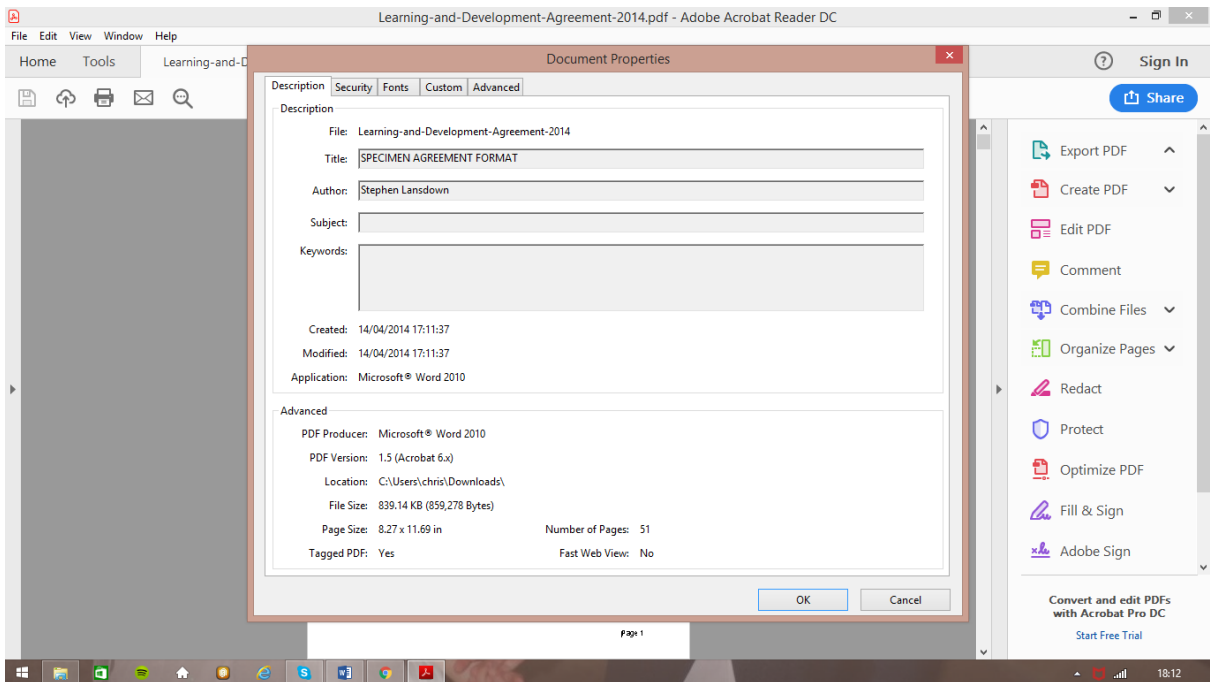 Learning-and-Development-Agreement-2014.pdf - Adobe Acrobat Reader DC
File Edit View Window Help
Home Tools Learning-and-D
Document Properties
? Sign In
Share
Description Security Fonts Custom Advanced
Description
File: Learning-and-Development-Agreement-2014
Title: SPECIMEN AGREEMENT FORMAT
Author: Stephen Lansdown
Subject:
Keywords:
Created: 14/04/2014 17:11:37
Modified: 14/04/2014 17:11:37
Application: Microsoft® Word 2010
Advanced
PDF Producer: Microsoft® Word 2010
PDF Version: 1.5 (Acrobat 6.x)
Location: C:\Users\chris\Downloads\
File Size: 839.14 KB (859,278 Bytes)
Page Size: 8.27 x 11.69 in Number of Pages: 51
Tagged PDF: Yes Fast Web View: No
OK Cancel
Page 1
Export PDF
Create PDF
Edit PDF
Comment
Combine Files
Organize Pages
Redact
Protect
Optimize PDF
Fill & Sign
Adobe Sign
Convert and edit PDFs
with Acrobat Pro DC
Start Free Trial
18:12